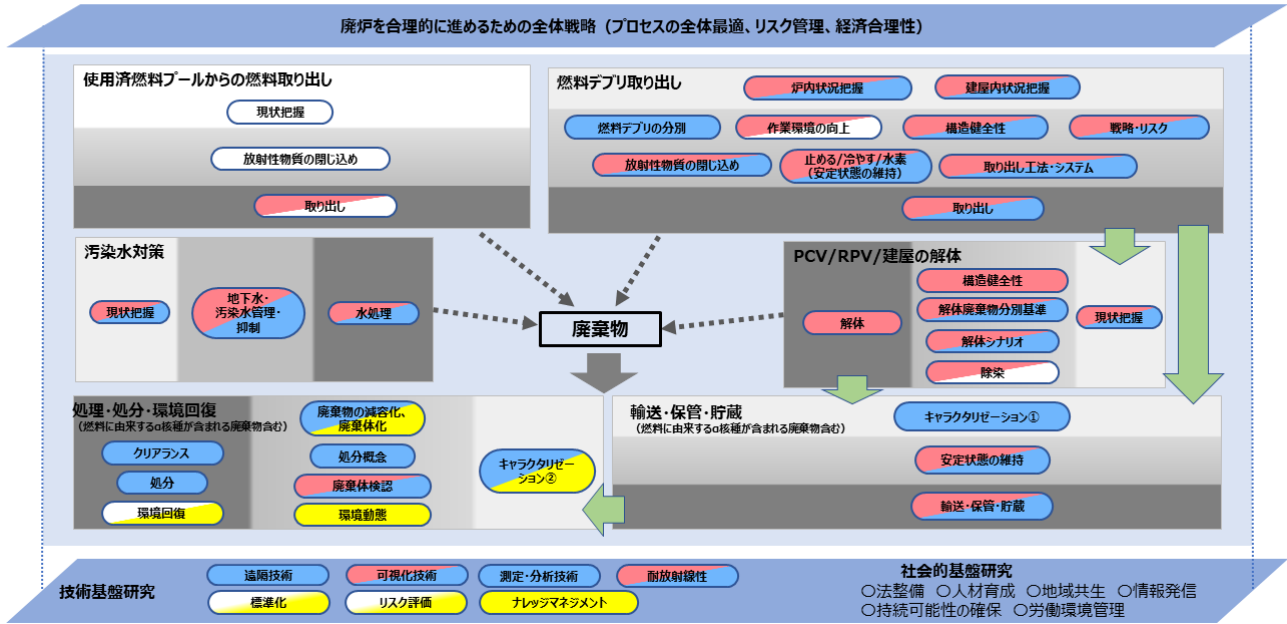 廃炉を合理的に進めるための全体戦略（プロセスの全体最適、リスク管理、経済合理性）
使用済燃料プールからの燃料取り出し
現状把握
放射性物質の閉じ込め
取り出し
燃料デブリ取り出し
炉内状況把握
建屋内状況把握
燃料デブリの分別
作業環境の向上
構造健全性
戦略・リスク
放射性物質の閉じ込め
止める/冷やす/水素
（安定状態の維持）
取り出し工法・システム
取り出し
汚染水対策
現状把握
地下水・
汚染水管理・
抑制
水処理
廃棄物
PCV/RPV/建屋の解体
解体
構造健全性
解体廃棄物分別基準
解体シナリオ
除染
現状把握
処理・処分・環境回復
（燃料に由来するα核種が含まれる廃棄物含む）
クリアランス
処分
環境回復
廃棄物の減容化、
廃棄体化
処分概念
廃棄体検認
環境動態
キャラクタリゼー
ション②
輸送・保管・貯蔵
（燃料に由来するα核種が含まれる廃棄物含む）
キャラクタリゼーション①
安定状態の維持
輸送・保管・貯蔵
技術基盤研究
遠隔技術
可視化技術
測定・分析技術
耐放射線性
標準化
リスク評価
ナレッジマネジメント
社会的基盤研究
○法整備 ○人材育成 ○地域共生 ○情報発信
○持続可能性の確保 ○労働環境管理